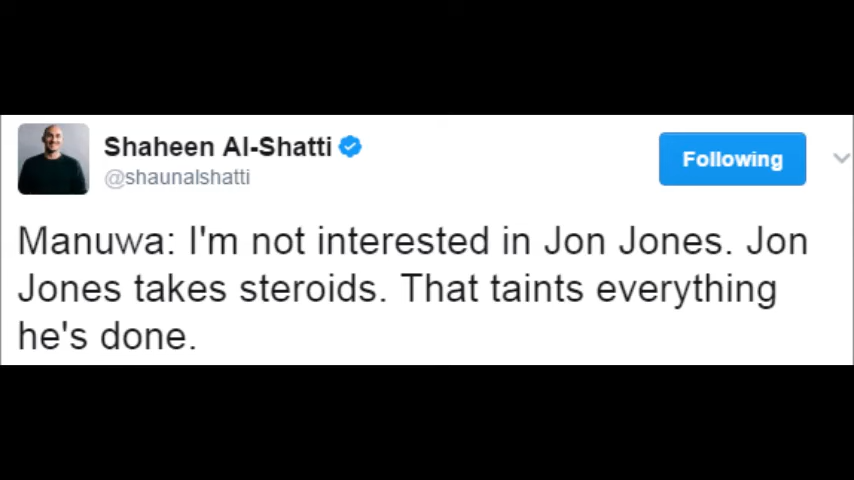 Shaheen Al-Shatti
@shaunalshatti
Following
Manuwa: I'm not interested in Jon Jones. Jon
Jones takes steroids. That taints everything
he's done.